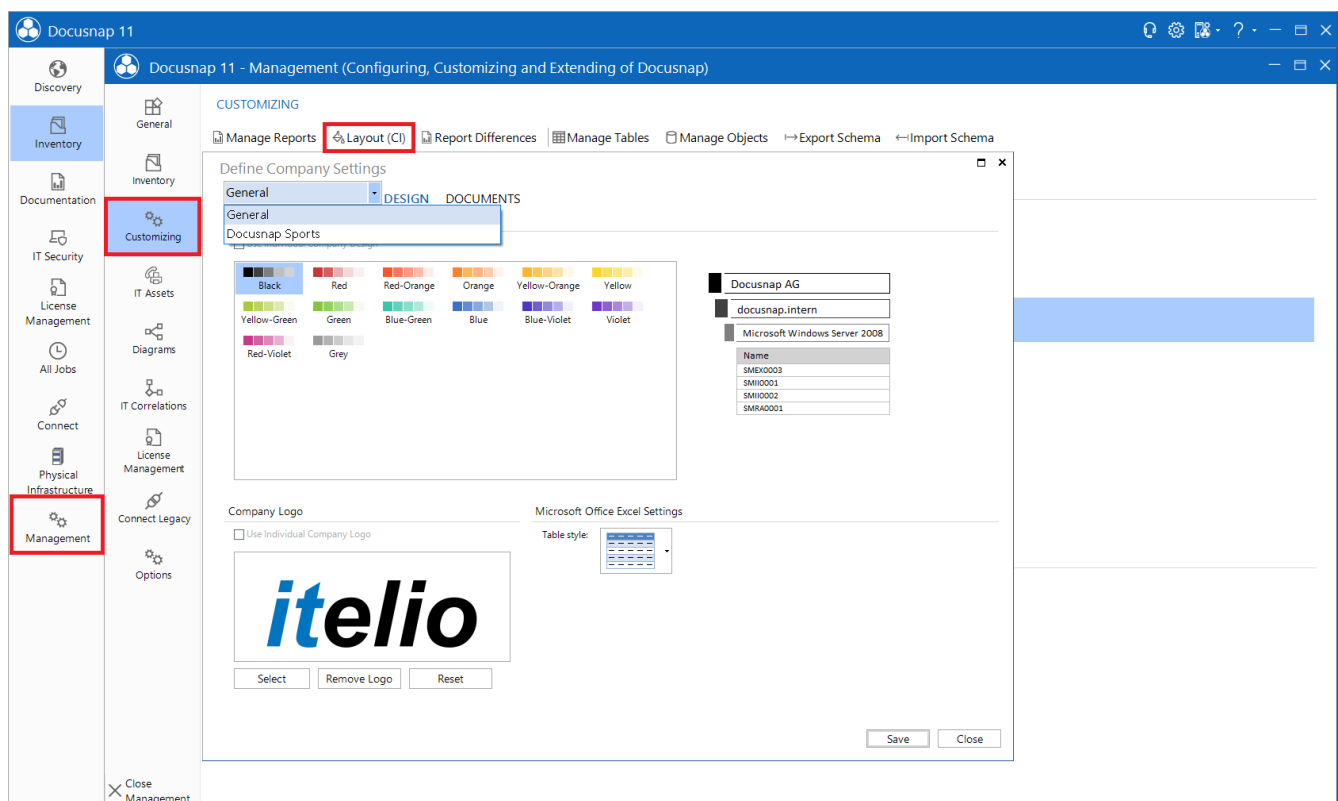 Docusnap 11
?
Docusnap 11 - Management (Configuring, Customizing and Extending of Docusnap)
Discovery
Inventory
Documentation
IT Security
License
Management
All Jobs
Connect
Physical
Infrastructure
Management
General
Inventory
Customizing
IT Assets
Diagrams
IT Correlations
License
Management
Connect Legacy
Options
Close
Management
CUSTOMIZING
Manage Reports Layout (CI) Report Differences Manage Tables Manage Objects Export Schema Import Schema
Define Company Settings
General DESIGN DOCUMENTS
General
Docusnap Sports
Use Individual Company Design
Black Red Red-Orange Orange Yellow-Orange Yellow
Yellow-Green Green Blue-Green Blue Blue-Violet Violet
Red-Violet Grey
Docusnap AG
docusnap.intern
Microsoft Windows Server 2008
Name
SMEX0003
SMII0001
SMII0002
SMRA0001
Company Logo
Use Individual Company Logo
itelio
Select Remove Logo Reset
Microsoft Office Excel Settings
Table style:
Save Close